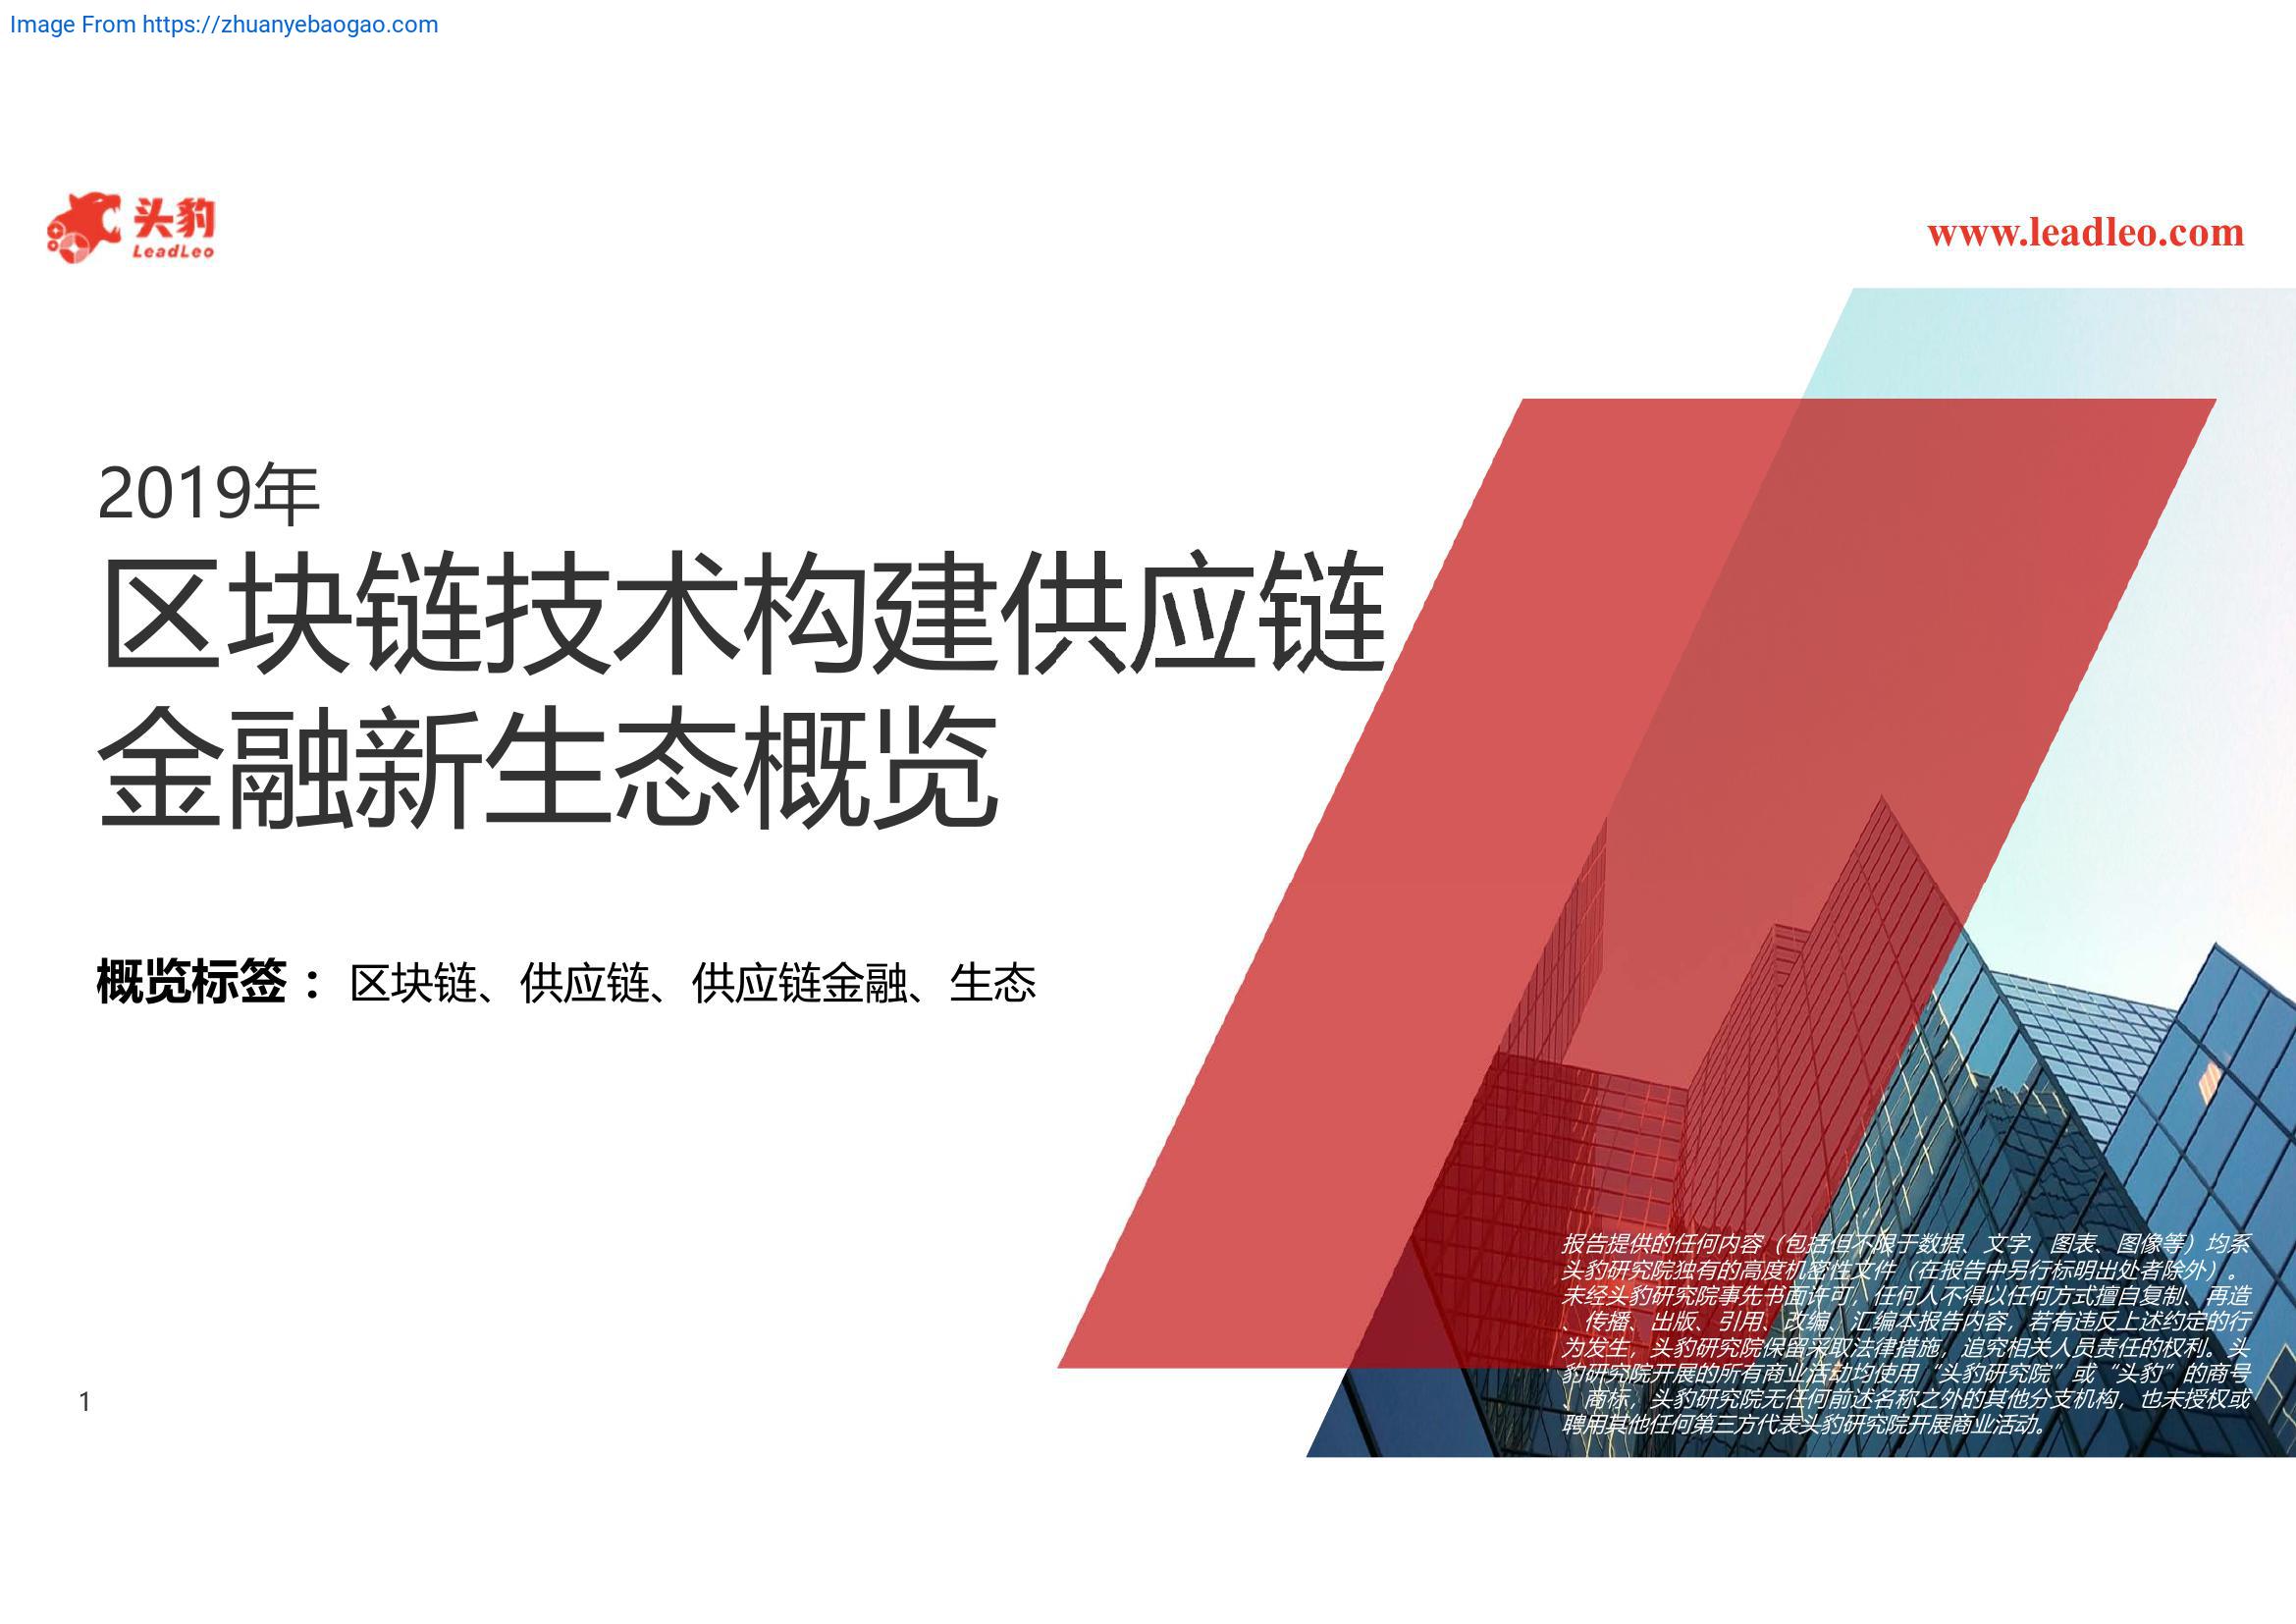 Image From https://zhuanyebaogao.com
头豹
LeadLeo
www.leadleo.com
2019年
区块链技术构建供应链
金融新生态概览
概览标签：区块链、供应链、供应链金融、生态
报告提供的任何内容（包括但不限于数据、文字、图表、图像等）均系
头豹研究院独有的高度机密性文件（在报告中另行标明出处者除外）。
未经头豹研究院事先书面许可，任何人不得以任何方式擅自复制、再造
、传播、出版、引用、改编、汇编本报告内容，若有违反上述约定的行
为发生，头豹研究院保留采取法律措施，追究相关人员责任的权利。头
豹研究院开展的所有商业活动均使用“头豹研究院”或“头豹”的商号
、商标，头豹研究院无任何前述名称之外的其他分支机构，也未授权或
聘用其他任何第三方代表头豹研究院开展商业活动。
1